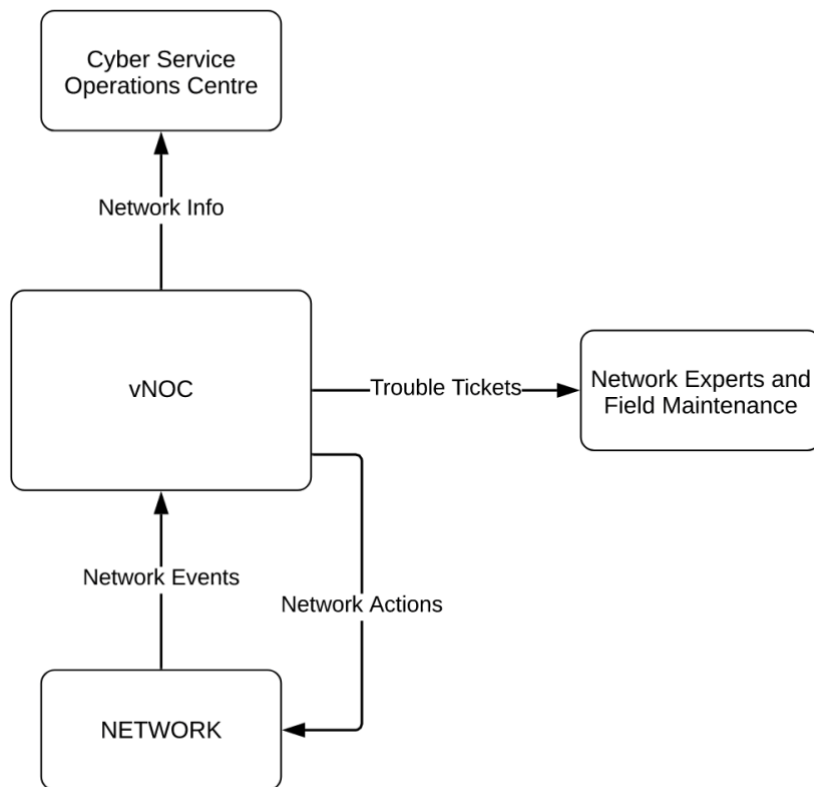 Cyber Service
Operations Centre
Network Info
vNOC
Trouble Tickets
Network Experts and
Field Maintenance
Network Events
Network Actions
NETWORK